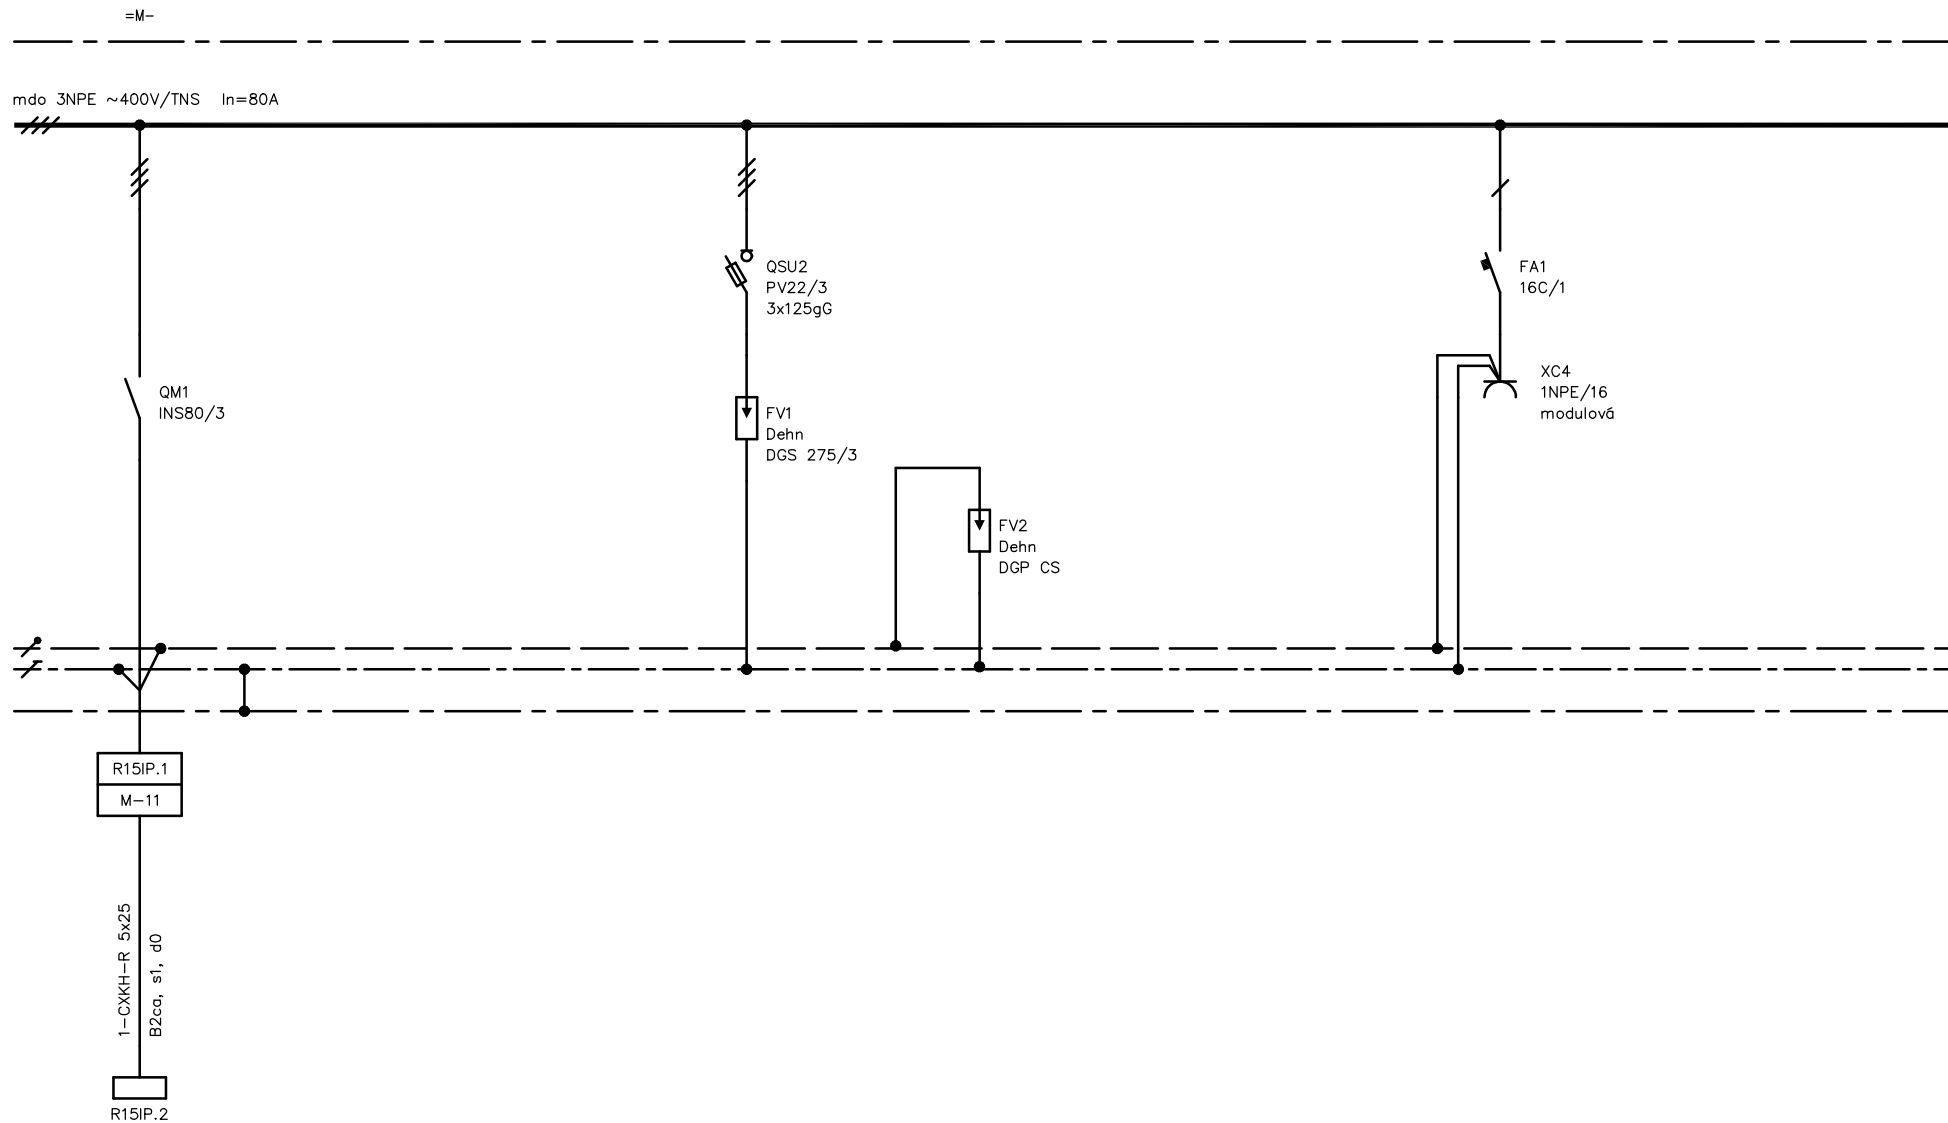 =M-
mdo 3NPE ~400V/TNS In=80A
QSU2
PV22/3
3x125gG
FA1
16C/1
QM1
INS80/3
FV1
Dehn
DGS 275/3
XC4
1NPE/16
modulová
FV2
Dehn
DGP CS
R15IP.1
M-11
1-CXKH-R 5x25
B2ca, s1, d0
R15IP.2